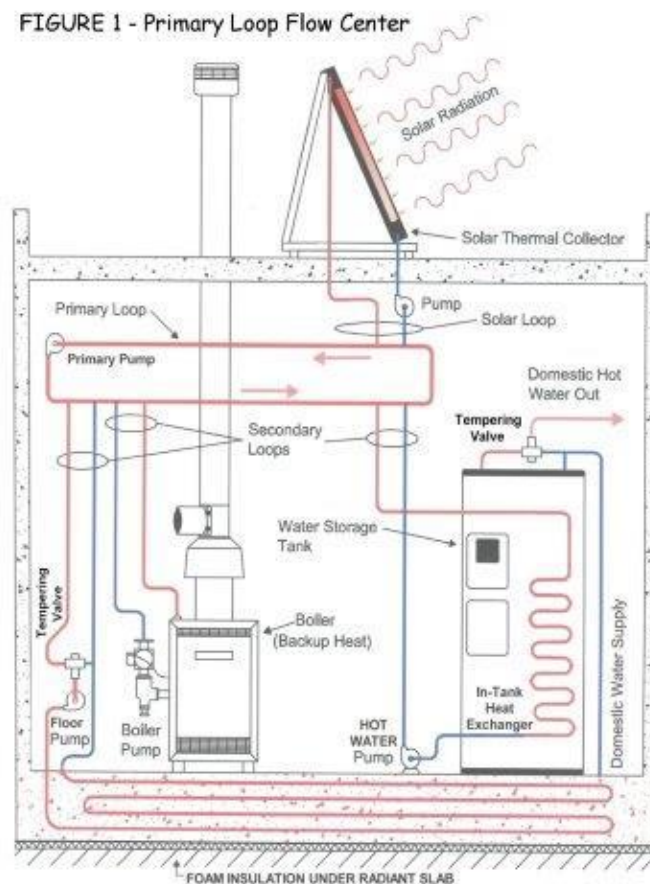 FIGURE 1 - Primary Loop Flow Center
Solar Radiation
Solar Thermal Collector
Primary Loop
Pump
Solar Loop
Primary Pump
Domestic Hot
Water Out
Tempering
Valve
Secondary
Loops
Water Storage
Tank
Tempering
Valve
Boiler
(Backup Heat)
Domestic Water Supply
In-Tank
Heat
Exchanger
Floor
Pump
Boiler
Pump
HOT
WATER
Pump
FOAM INSULATION UNDER RADIANT SLAB